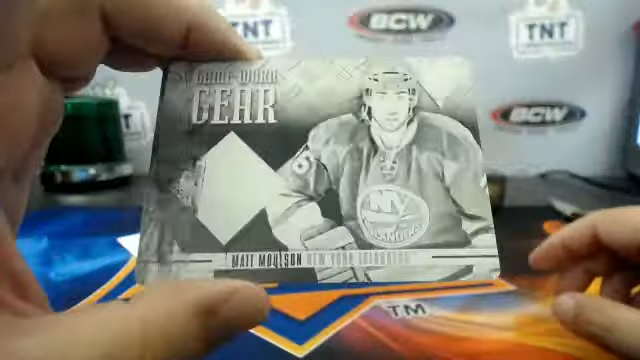 TNT
BCW
TNT
GAME-WORN
GEAR
BCW
NY
ISLANDERS
MATT MOULSON NEW YORK ISLANDERS
TM